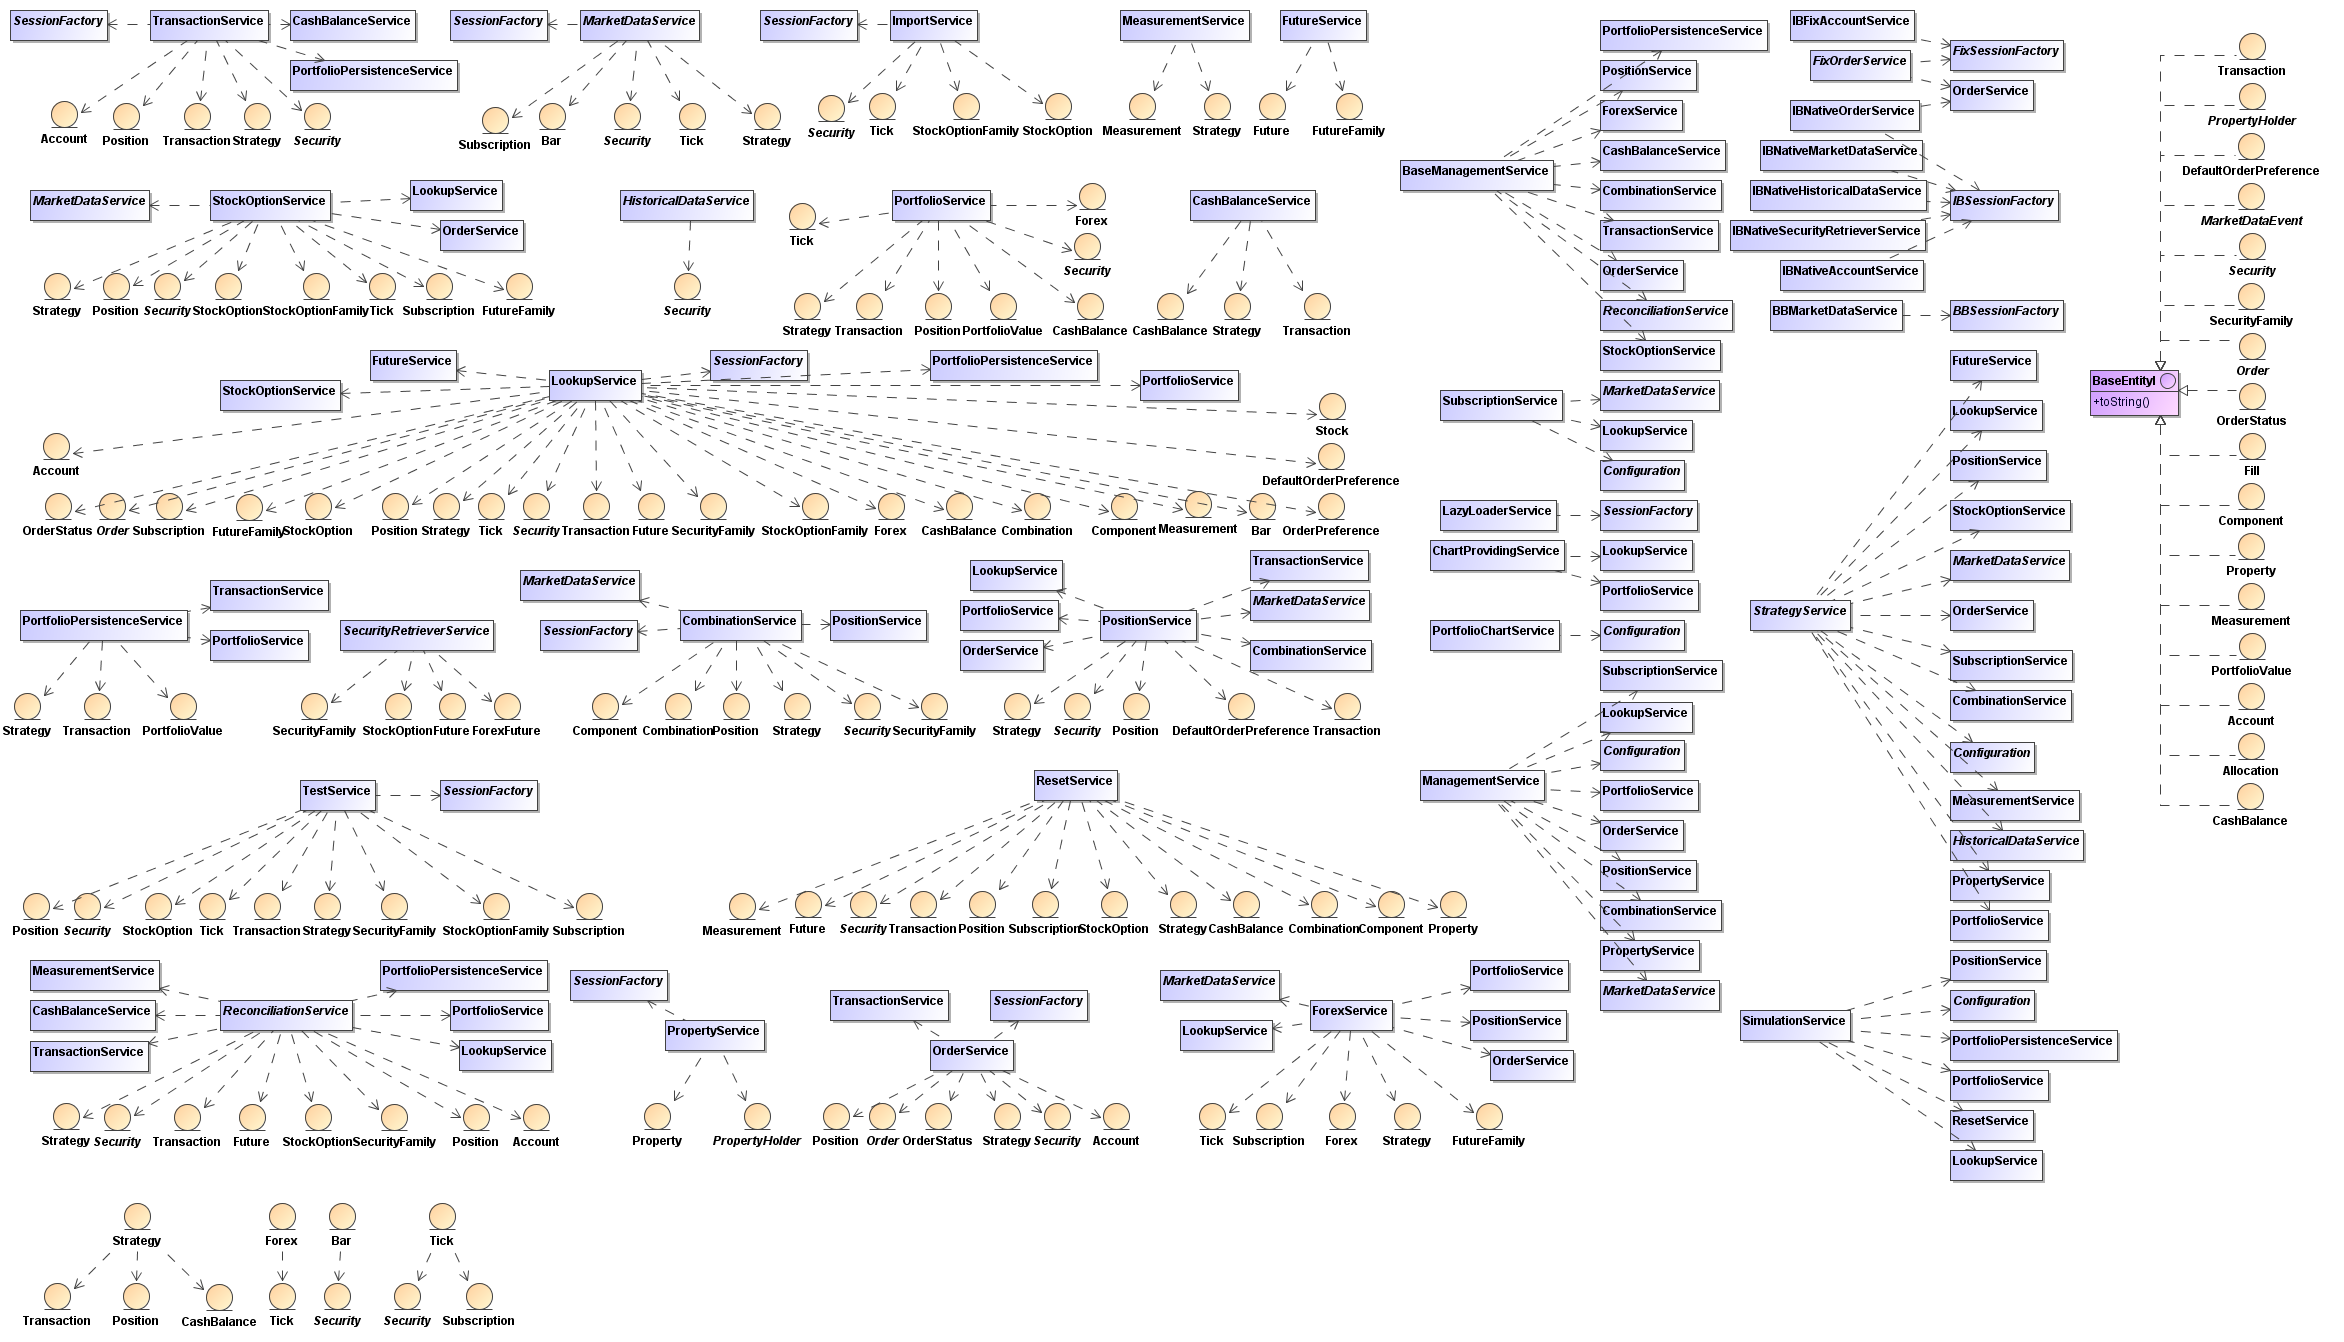 SessionFactory
TransactionService
CashBalanceService
PortfolioPersistenceService
Account
Position
Transaction
Strategy
Security
SessionFactory
MarketDataService
Subscription
Bar
Security
Tick
Strategy
SessionFactory
ImportService
Security
Tick
StockOptionFamily
StockOption
MeasurementService
Measurement
Strategy
FutureService
Future
FutureFamily
MarketDataService
StockOptionService
LookupService
OrderService
Strategy
Position
Security
StockOption
StockOptionFamily
Tick
Subscription
FutureFamily
HistoricalDataService
Security
PortfolioService
Tick
Forex
Security
Strategy
Transaction
Position
PortfolioValue
CashBalance
CashBalanceService
CashBalance
Strategy
Transaction
FutureService
StockOptionService
LookupService
SessionFactory
PortfolioPersistenceService
PortfolioService
Stock
Account
DefaultOrderPreference
OrderStatus
Order
Subscription
FutureFamily
StockOption
Position
Strategy
Tick
Security
Transaction
Future
SecurityFamily
StockOptionFamily
Forex
CashBalance
Combination
Component
Measurement
Bar
OrderPreference
TransactionService
PortfolioPersistenceService
PortfolioService
Strategy
Transaction
PortfolioValue
SecurityRetrieverService
SecurityFamily
StockOption
Future
ForexFuture
MarketDataService
SessionFactory
CombinationService
PositionService
Component
Combination
Position
Strategy
Security
SecurityFamily
LookupService
PortfolioService
OrderService
PositionService
TransactionService
MarketDataService
CombinationService
Strategy
Security
Position
DefaultOrderPreference
Transaction
TestService
SessionFactory
Position
Security
StockOption
Tick
Transaction
Strategy
SecurityFamily
StockOptionFamily
Subscription
ResetService
Measurement
Future
Security
Transaction
Position
Subscription
StockOption
Strategy
CashBalance
Combination
Component
Property
MeasurementService
CashBalanceService
TransactionService
ReconciliationService
PortfolioPersistenceService
PortfolioService
LookupService
Strategy
Security
Transaction
Future
StockOption
SecurityFamily
Position
Account
SessionFactory
PropertyService
Property
PropertyHolder
TransactionService
SessionFactory
OrderService
Position
Order
OrderStatus
Strategy
Security
Account
MarketDataService
LookupService
ForexService
PortfolioService
PositionService
OrderService
Tick
Subscription
Forex
Strategy
FutureFamily
Strategy
Transaction
Position
CashBalance
Forex
Tick
Bar
Security
Tick
Security
Subscription
BaseManagementService
PortfolioPersistenceService
PositionService
ForexService
CashBalanceService
CombinationService
TransactionService
OrderService
ReconciliationService
StockOptionService
SubscriptionService
MarketDataService
LookupService
Configuration
LazyLoaderService
SessionFactory
ChartProvidingService
LookupService
PortfolioService
PortfolioChartService
Configuration
ManagementService
SubscriptionService
LookupService
Configuration
PortfolioService
OrderService
PositionService
CombinationService
PropertyService
MarketDataService
IBFixAccountService
FixOrderService
FixSessionFactory
OrderService
IBNativeOrderService
IBNativeMarketDataService
IBNativeHistoricalDataService
IBNativeSecurityRetrieverService
IBNativeAccountService
IBSessionFactory
BBMarketDataService
BBSessionFactory
StrategyService
FutureService
LookupService
PositionService
StockOptionService
MarketDataService
OrderService
SubscriptionService
CombinationService
Configuration
MeasurementService
HistoricalDataService
PropertyService
PortfolioService
SimulationService
PositionService
Configuration
PortfolioPersistenceService
PortfolioService
ResetService
LookupService
BaseEntityI
+toString()
Transaction
PropertyHolder
DefaultOrderPreference
MarketDataEvent
Security
SecurityFamily
Order
OrderStatus
Fill
Component
Property
Measurement
PortfolioValue
Account
Allocation
CashBalance